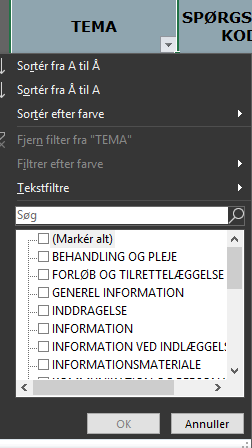 TEMA
SPØRGS
KOD
Sortér fra A til Å
Sortér fra Å til A
Sortér efter farve
Fjern filter fra "TEMA"
Filtrer efter farve
Tekstfiltre
Søg
(Markér alt)
BEHANDLING OG PLEJE
FORLØB OG TILRETTELÆGGELSE
GENEREL INFORMATION
INDDRAGELSE
INFORMATION
INFORMATION VED INDLÆGGELS
INFORMATIONSMATERIALE
OK
Annuller